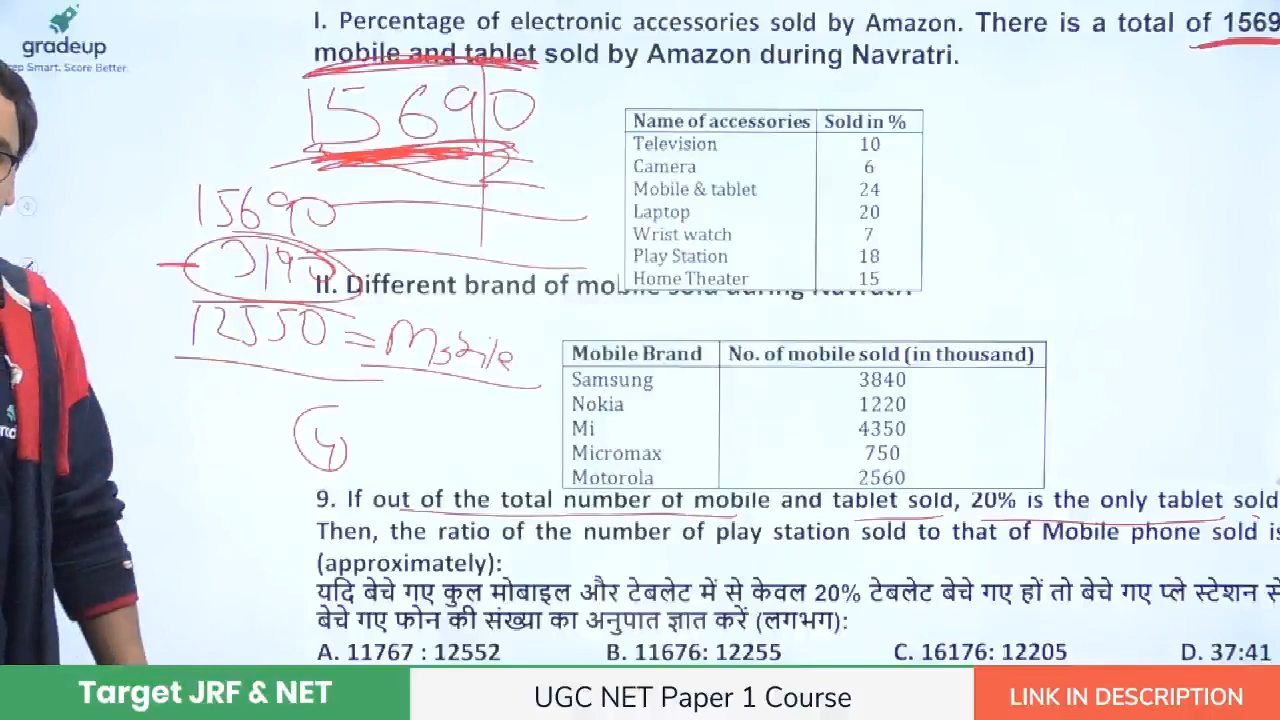 gradeup
ep Smart. Score Better.
I. Percentage of electronic accessories sold by Amazon. There is a total of 1569
mobile and tablet sold by Amazon during Navratri.
15690
Name of accessories Sold in %
Television 10
Camera 6
Mobile & tablet 24
Laptop 20
Wrist watch 7
Play Station 18
Home Theater 15
15690
3190
II. Different brand of mobile sold during Navratri
12550 = Mobile
Mobile Brand No. of mobile sold (in thousand)
Samsung 3840
Nokia 1220
Mi 4350
Micromax 750
Motorola 2560
9. If out of the total number of mobile and tablet sold, 20% is the only tablet sold
Then, the ratio of the number of play station sold to that of Mobile phone sold is
(approximately):
यदि बेचे गए कुल मोबाइल और टेबलेट में से केवल 20% टेबलेट बेचे गए हों तो बेचे गए प्ले स्टेशन से
बेचे गए फोन की संख्या का अनुपात ज्ञात करें (लगभग):
A. 11767 : 12552 B. 11676: 12255 C. 16176: 12205 D. 37:41
Target JRF & NET UGC NET Paper 1 Course LINK IN DESCRIPTION